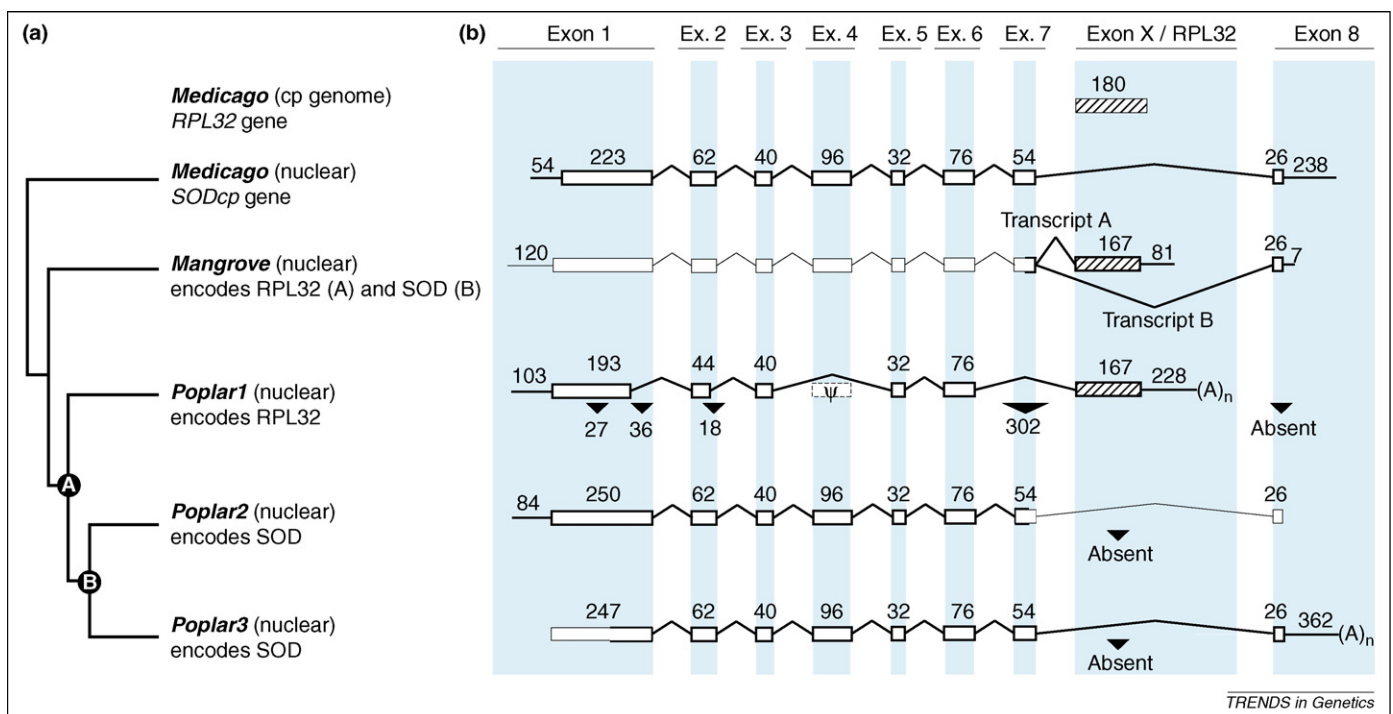 (a)
(b)
Exon 1 Ex. 2 Ex. 3 Ex. 4 Ex. 5 Ex. 6 Ex. 7 Exon X / RPL32 Exon 8
Medicago (cp genome)
RPL32 gene
180
Medicago (nuclear)
SODcp gene
54 223 62 40 96 32 76 54 26 238
Mangrove (nuclear)
encodes RPL32 (A) and SOD (B)
Transcript A
120 167 81 26 7
Transcript B
Poplar1 (nuclear)
encodes RPL32
103 193 44 40 ψ 32 76 167 228 (A)n
27 36 18 302 Absent
A
Poplar2 (nuclear)
encodes SOD
84 250 62 40 96 32 76 54 26
Absent
B
Poplar3 (nuclear)
encodes SOD
247 62 40 96 32 76 54 26 362 (A)n
Absent
TRENDS in Genetics